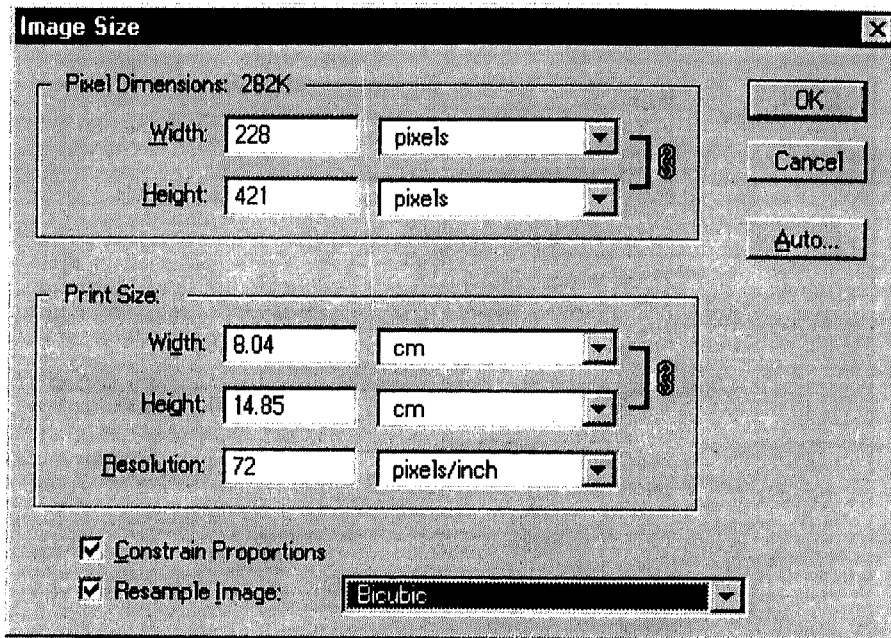 Image Size
Pixel Dimensions: 282K
OK
Width: 228 pixels
Cancel
Height: 421 pixels
Auto...
Print Size:
Width: 8.04 cm
Height: 14.85 cm
Resolution: 72 pixels/inch
Constrain Proportions
Resample Image: Bicubic